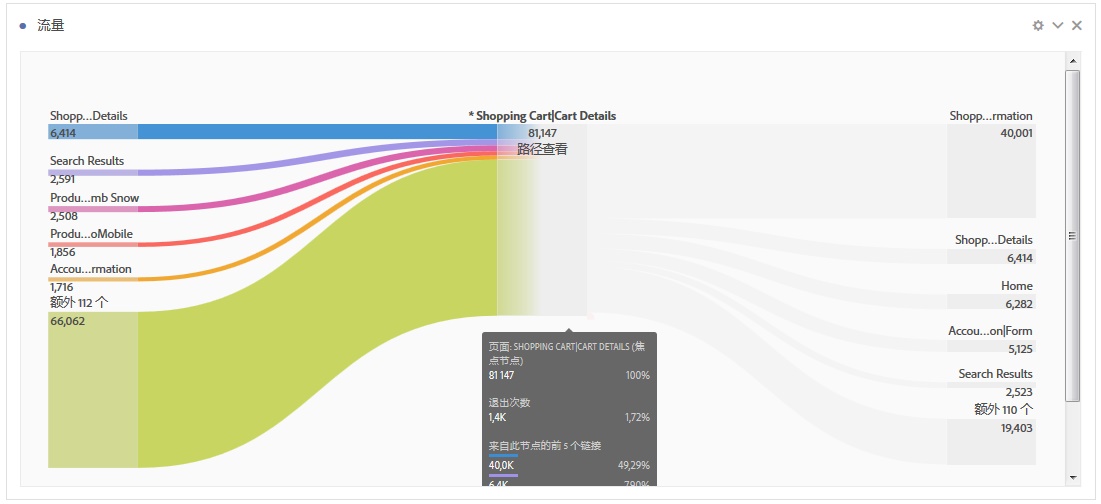 流量
Shopp...Details
6,414
Search Results
2,591
Produ...mb Snow
2,508
Produ...oMobile
1,856
Accou...rmation
1,716
额外 112 个
66,062
* Shopping Cart|Cart Details
81,147
路径查看
Shopp...rmation
40,001
Shopp...Details
6,414
Home
6,282
Accou...on|Form
5,125
Search Results
2,523
额外 110 个
19,403
页面: SHOPPING CART|CART DETAILS (焦
点节点)
81 147 100%
退出次数
1,4K 1,72%
来自此节点的前 5 个链接
40,0K 49,29%
6,4K 7,90%